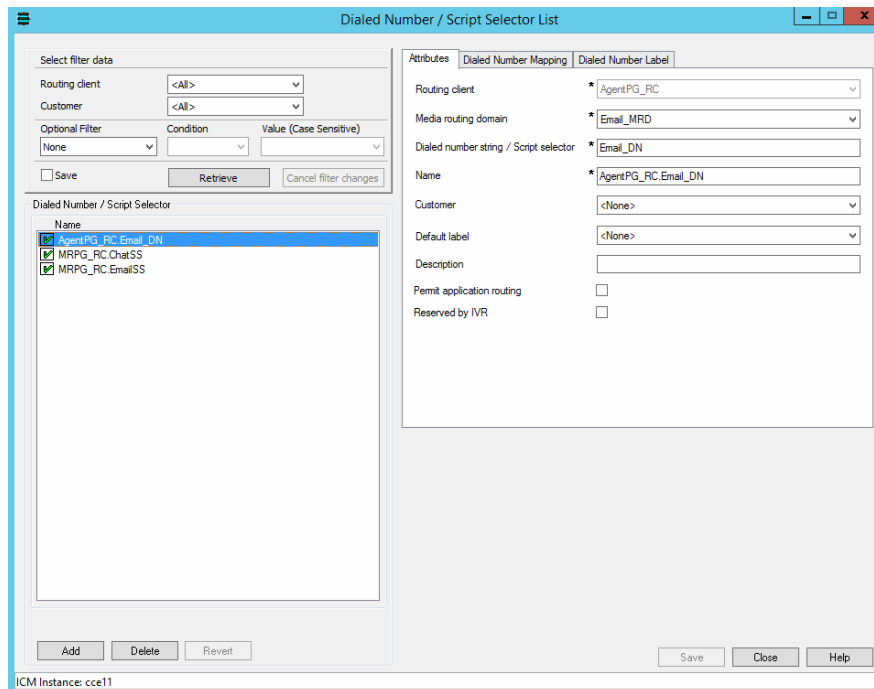 Dialed Number / Script Selector List
Select filter data
Routing client
<All>
Customer
<All>
Optional Filter Condition Value (Case Sensitive)
None
Save Retrieve Cancel filter changes
Dialed Number / Script Selector
Name
AgentPG_RC.Email_DN
MRPG_RC.ChatSS
MRPG_RC.EmailSS
Add Delete Revert
Attributes Dialed Number Mapping Dialed Number Label
Routing client * AgentPG_RC
Media routing domain * Email_MRD
Dialed number string / Script selector * Email_DN
Name * AgentPG_RC.Email_DN
Customer <None>
Default label <None>
Description
Permit application routing
Reserved by IVR
Save Close Help
ICM Instance: cce11